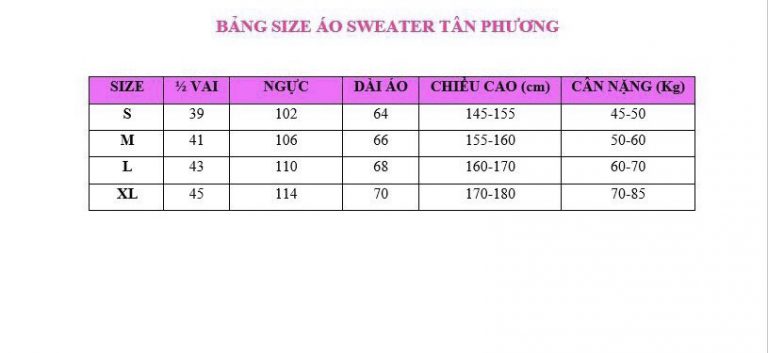 BẢNG SIZE ÁO SWEATER TÂN PHƯƠNG
SIZE ½ VAI NGỰC DÀI ÁO CHIỀU CAO (cm) CÂN NẶNG (Kg)
S 39 102 64 145-155 45-50
M 41 106 66 155-160 50-60
L 43 110 68 160-170 60-70
XL 45 114 70 170-180 70-85